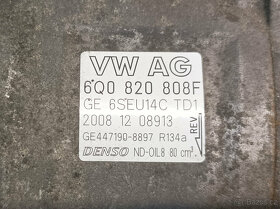 VW AG
6Q0 820 808F
GE 6SEU14C TD1
2008 12 08913
GE447190-8897 R134a
DENSO ND-OIL8 80 cm³
REV.